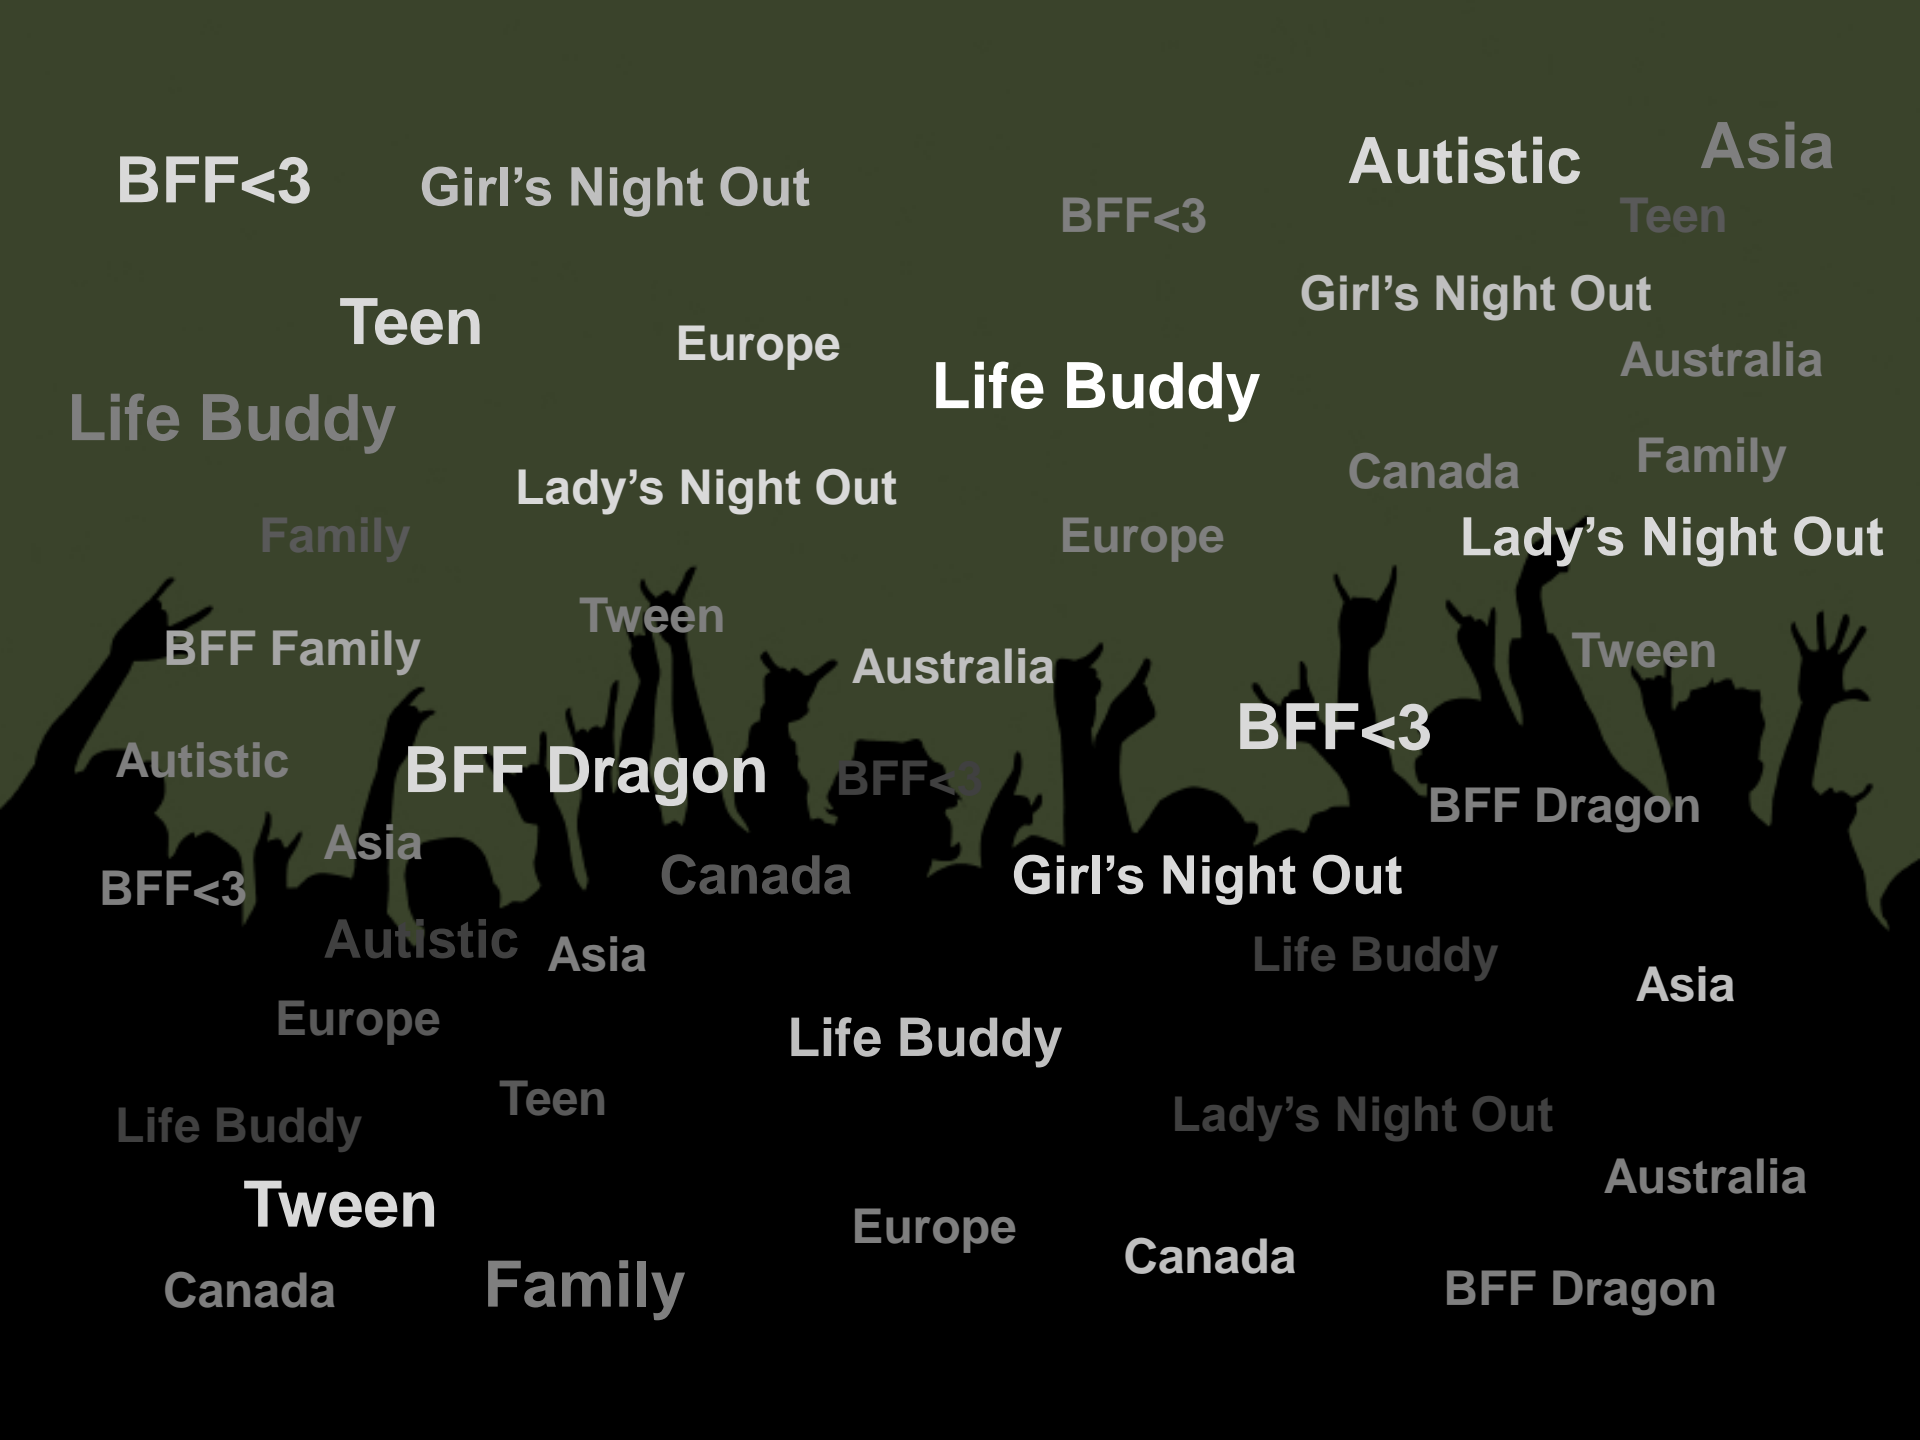 BFF<3
Girl’s Night Out
Autistic
Asia
BFF<3
Teen
Girl’s Night Out
Teen
Europe
Life Buddy
Australia
Life Buddy
Canada
Family
Lady’s Night Out
Family
Europe
Lady’s Night Out
Tween
BFF Family
Australia
Tween
BFF<3
Autistic
BFF Dragon
BFF<3
BFF Dragon
Asia
Canada
Girl’s Night Out
BFF<3
Autistic
Asia
Life Buddy
Asia
Europe
Life Buddy
Teen
Life Buddy
Lady’s Night Out
Australia
Tween
Europe
Canada
Canada
Family
BFF Dragon